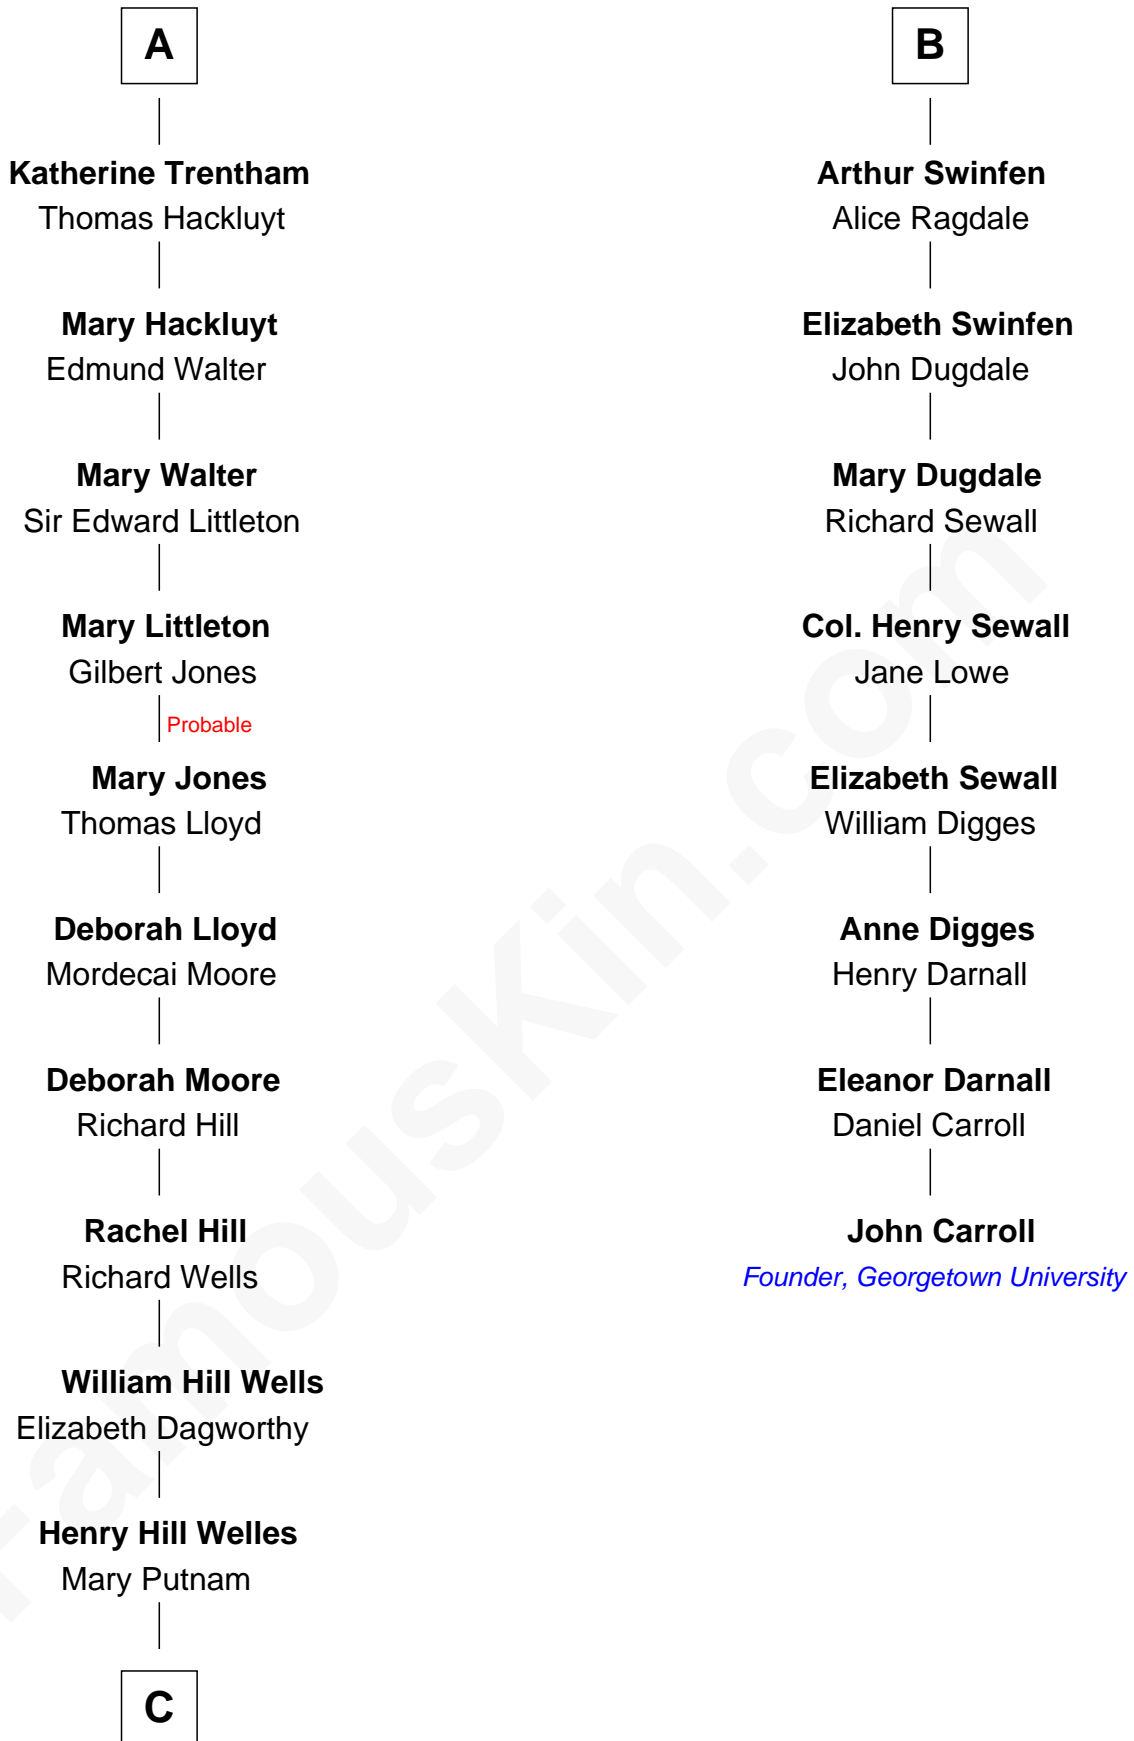 A
Katherine Trentham
Thomas Hackluyt
Mary Hackluyt
Edmund Walter
Mary Walter
Sir Edward Littleton
Mary Littleton
Gilbert Jones
Probable
Mary Jones
Thomas Lloyd
Deborah Lloyd
Mordecai Moore
Deborah Moore
Richard Hill
Rachel Hill
Richard Wells
William Hill Wells
Elizabeth Dagworthy
Henry Hill Welles
Mary Putnam
C
B
Arthur Swinfen
Alice Ragdale
Elizabeth Swinfen
John Dugdale
Mary Dugdale
Richard Sewall
Col. Henry Sewall
Jane Lowe
Elizabeth Sewall
William Digges
Anne Digges
Henry Darnall
Eleanor Darnall
Daniel Carroll
John Carroll
Founder, Georgetown University
FamousKin.com